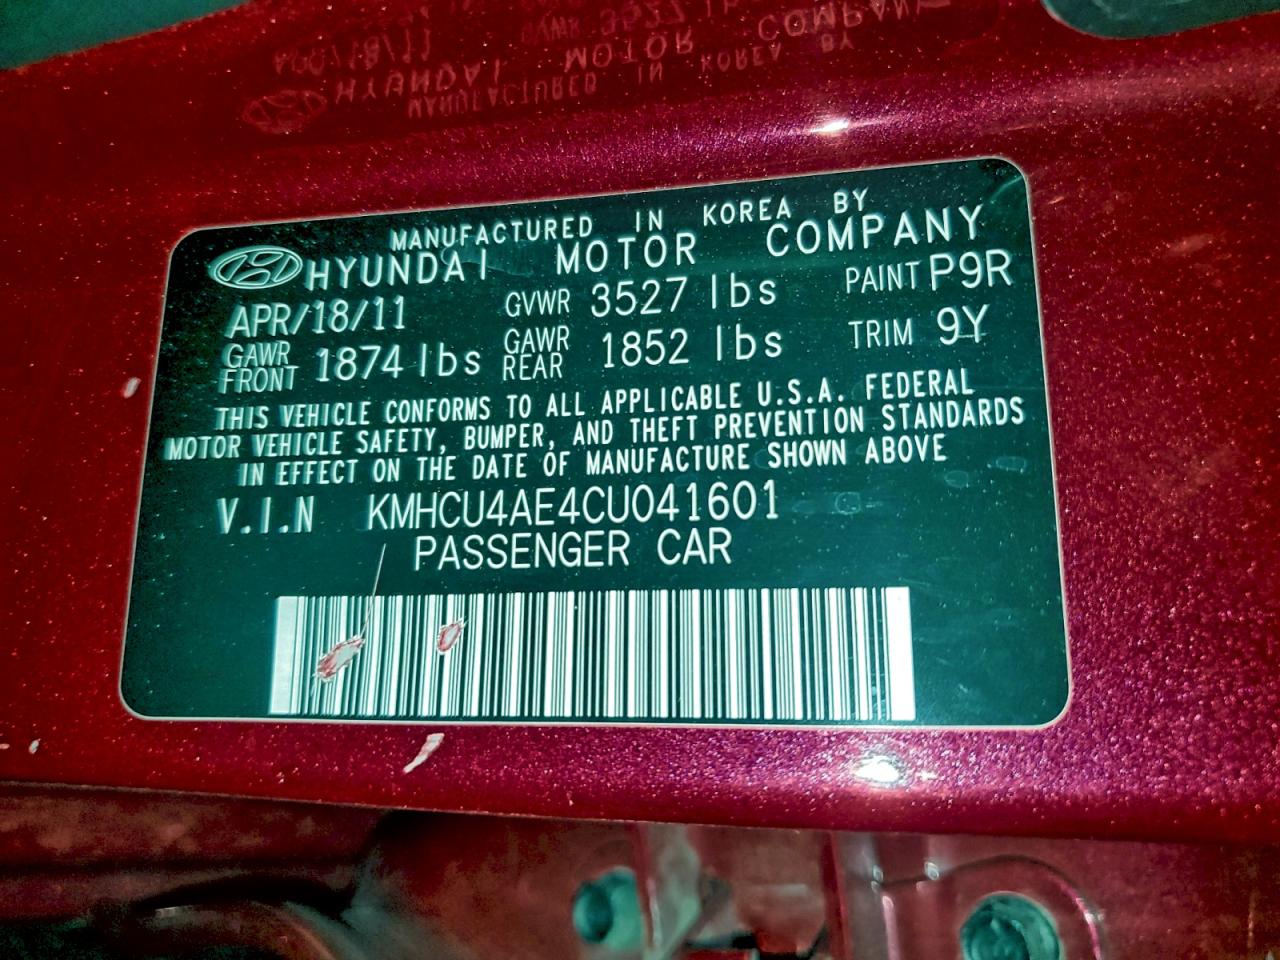 MANUFACTURED IN KOREA BY
HYUNDAI MOTOR COMPANY
APR/18/11 GVWR 3527 lbs PAINT P9R
GAWR FRONT 1874 lbs GAWR REAR 1852 lbs TRIM 9Y
THIS VEHICLE CONFORMS TO ALL APPLICABLE U.S.A. FEDERAL
MOTOR VEHICLE SAFETY, BUMPER, AND THEFT PREVENTION STANDARDS
IN EFFECT ON THE DATE OF MANUFACTURE SHOWN ABOVE
V.I.N KMHCU4AE4CU041601
PASSENGER CAR